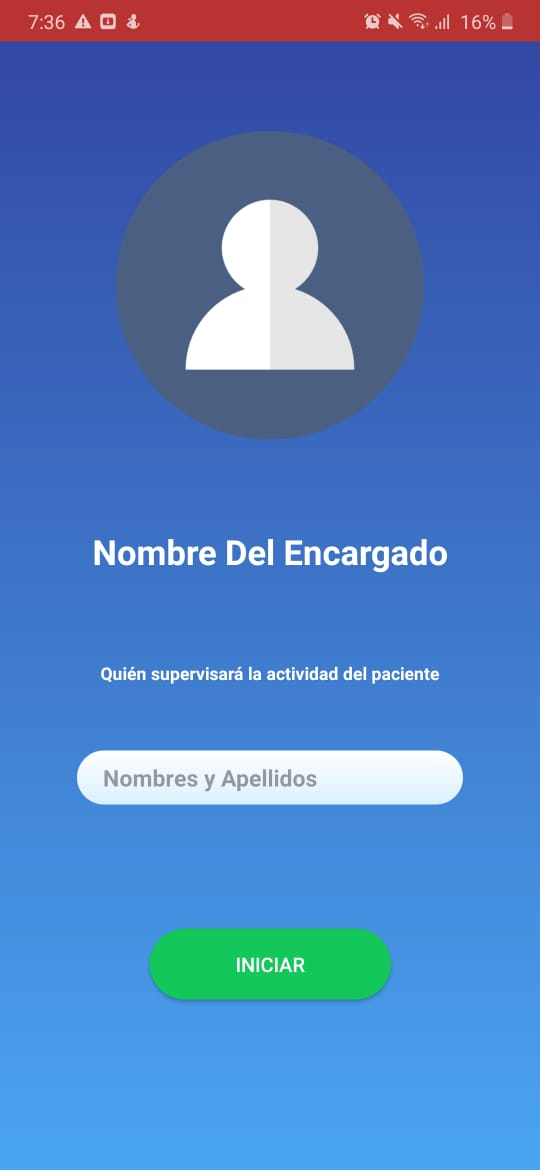 7:36 16%
Nombre Del Encargado
Quién supervisará la actividad del paciente
Nombres y Apellidos
INICIAR